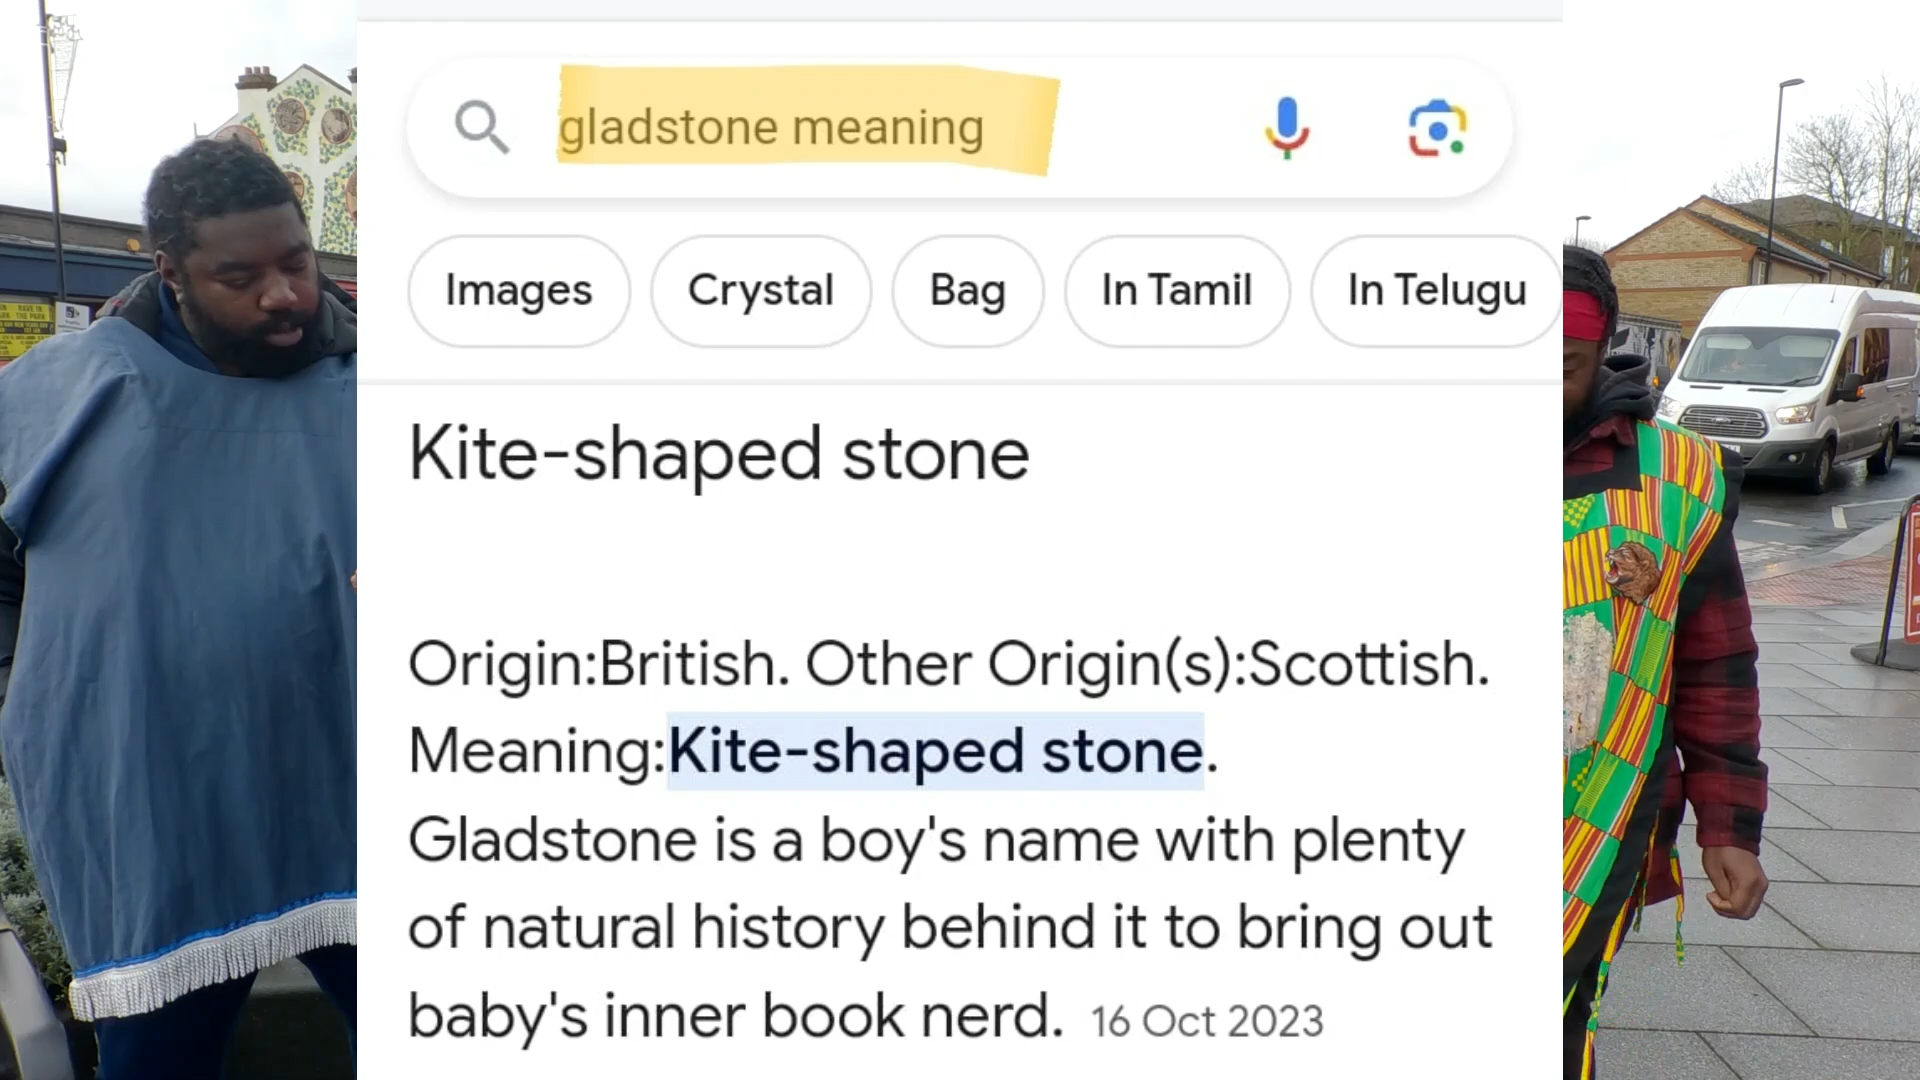 gladstone meaning
Images Crystal Bag In Tamil In Telugu
Kite-shaped stone
Origin:British. Other Origin(s):Scottish.
Meaning:Kite-shaped stone.
Gladstone is a boy's name with plenty
of natural history behind it to bring out
baby's inner book nerd. 16 Oct 2023